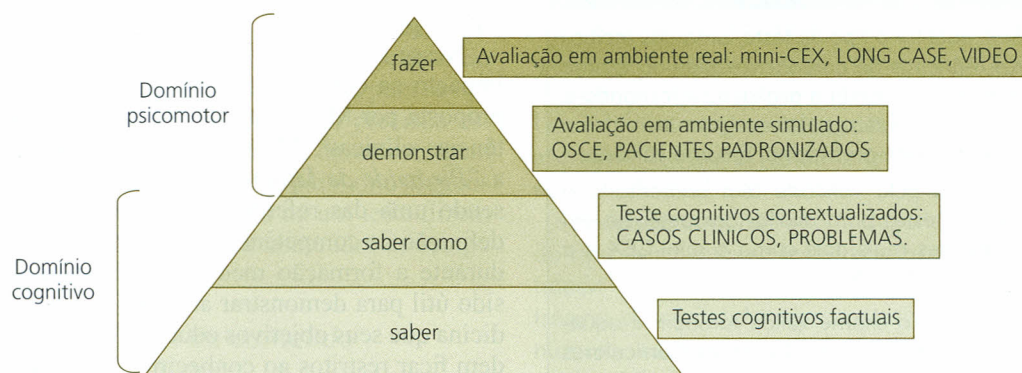 fazer
Avaliação em ambiente real: mini-CEX, LONG CASE, VIDEO
Domínio
psicomotor
demonstrar
Avaliação em ambiente simulado:
OSCE, PACIENTES PADRONIZADOS
saber como
Teste cognitivos contextualizados:
CASOS CLINICOS, PROBLEMAS.
Domínio
cognitivo
saber
Testes cognitivos factuais